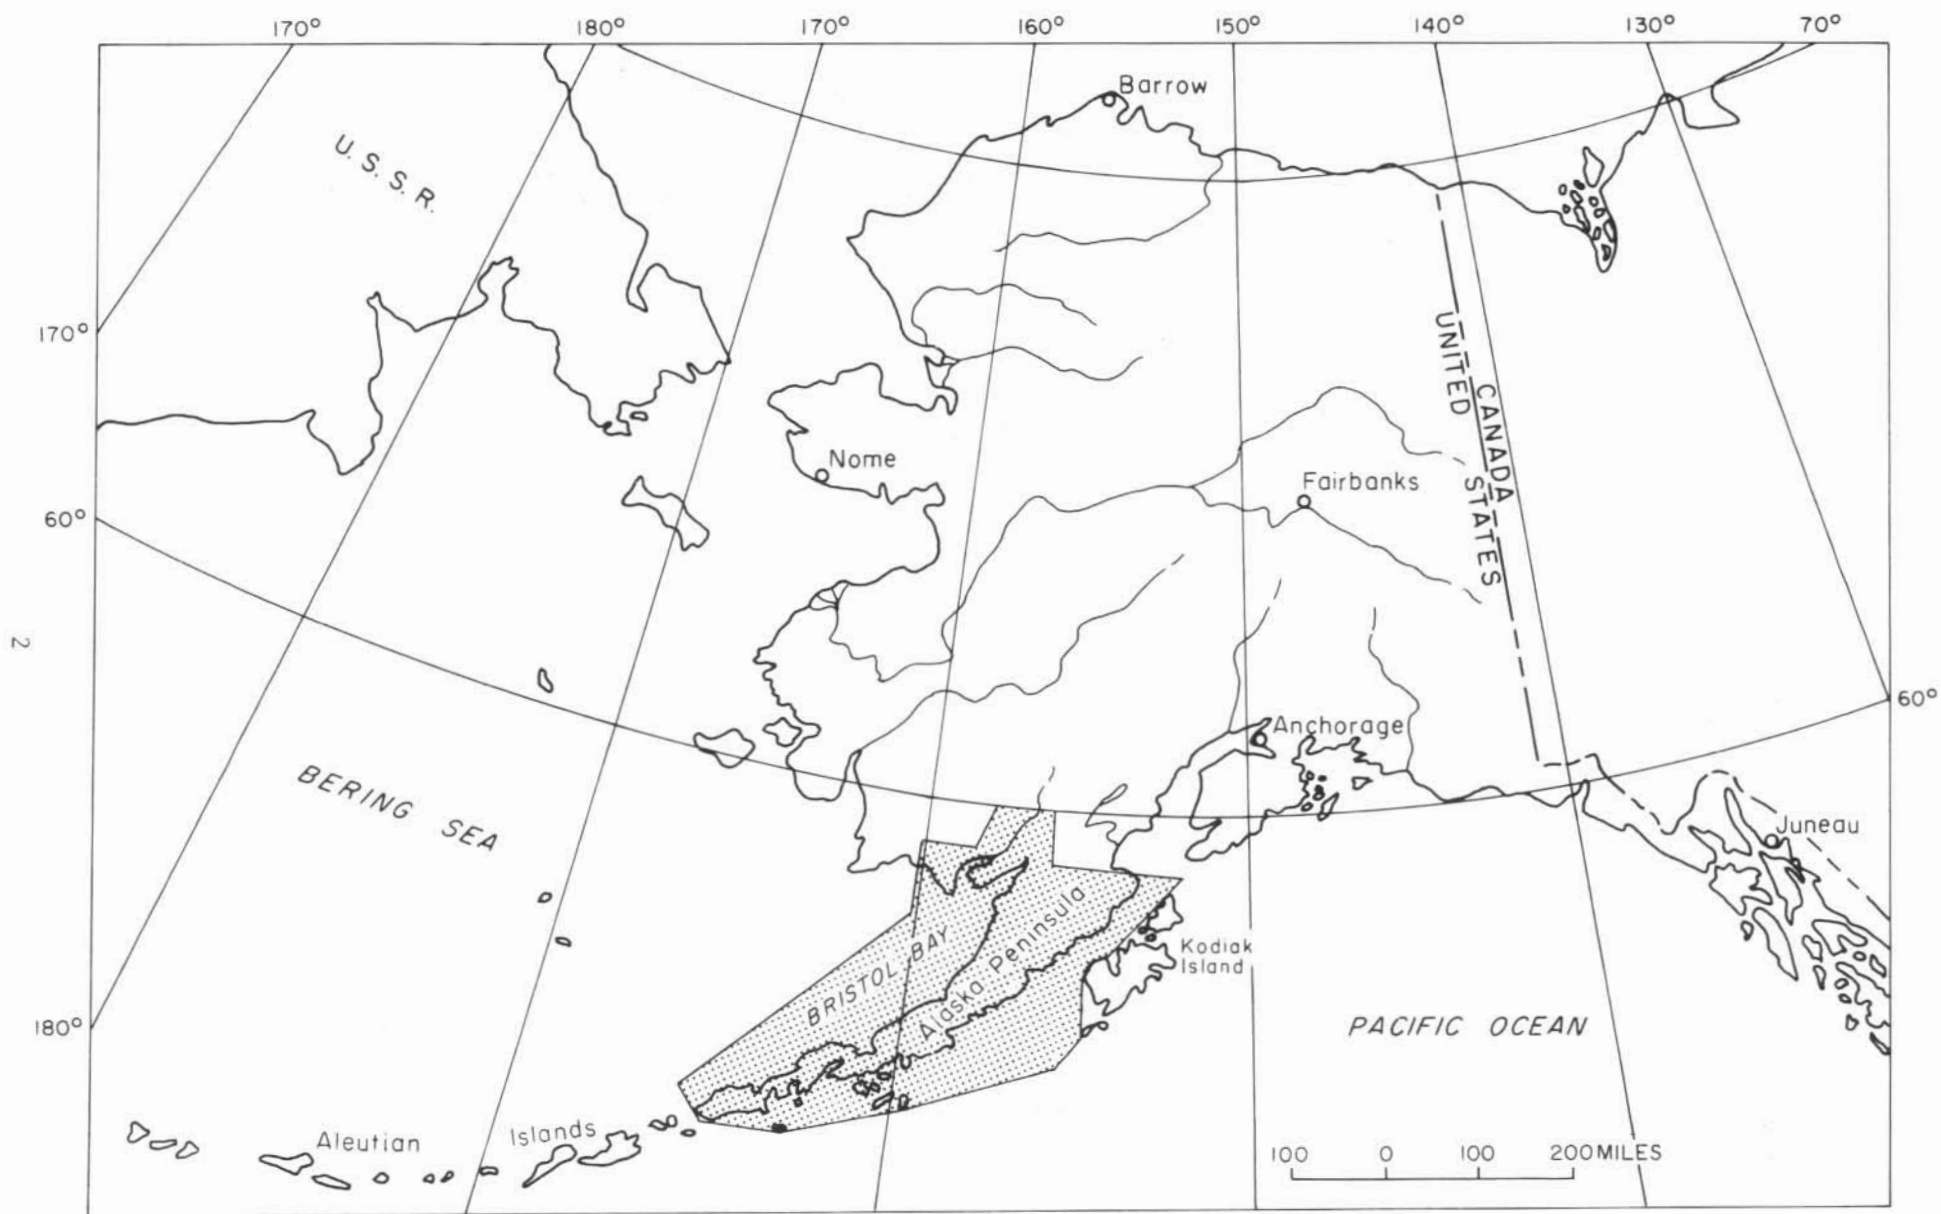 170° 180° 170° 160° 150° 140° 130° 70°
Barrow
U. S. S. R.
170°
UNITED STATES
CANADA
Nome
Fairbanks
60°
2
60°
Anchorage
BERING SEA
Juneau
BRISTOL BAY
Alaska Peninsula
Kodiak
Island
180°
PACIFIC OCEAN
Aleutian Islands
100 0 100 200 MILES